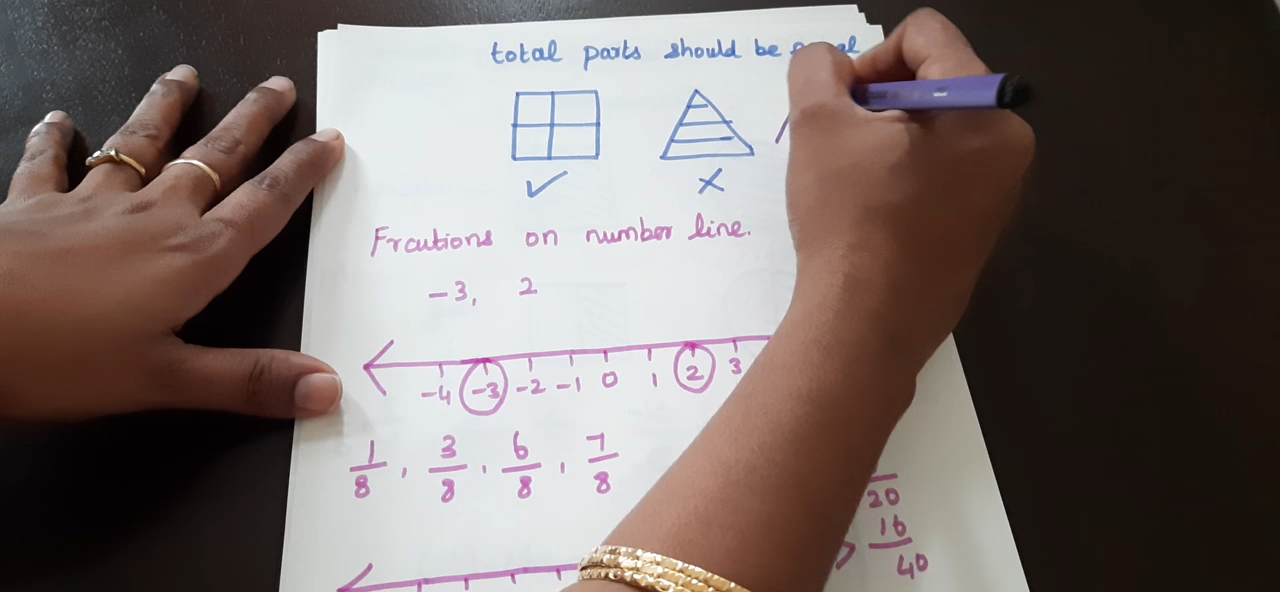 total parts should be
Frcutions on number line.
-3, 2
-4 -3 -2 -1 0 1 2 3
1/8, 3/8, 6/8, 7/8
20
> 16/40